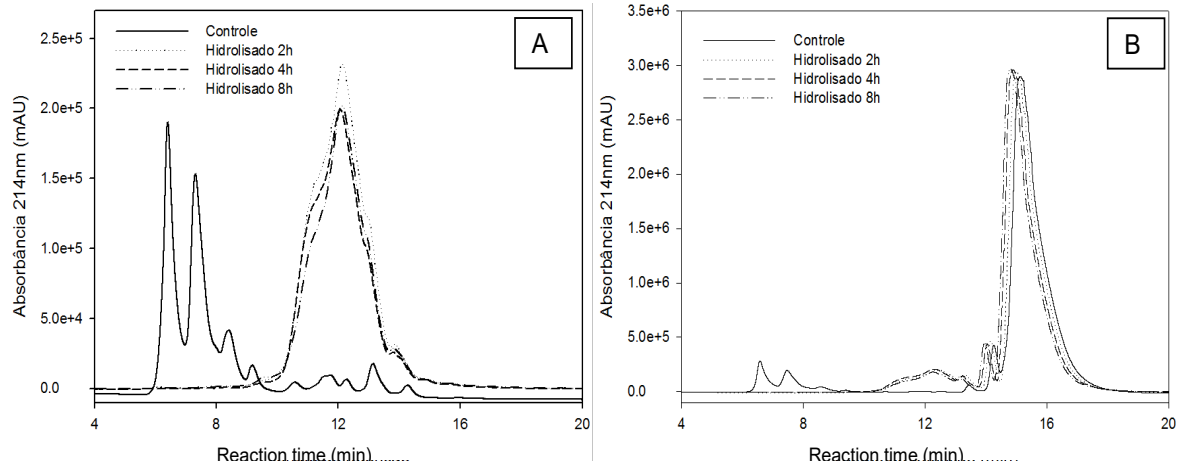 A
Controle
Hidrolisado 2h
Hidrolisado 4h
Hidrolisado 8h
Absorbância 214nm (mAU)
2.5e+5
2.0e+5
1.5e+5
1.0e+5
5.0e+4
0.0
4 8 12 16 20
Reaction time (min)
B
Controle
Hidrolisado 2h
Hidrolisado 4h
Hidrolisado 8h
Absorbância 214nm (mAU)
3.5e+6
3.0e+6
2.5e+6
2.0e+6
1.5e+6
1.0e+6
5.0e+5
0.0
4 8 12 16 20
Reaction time (min)